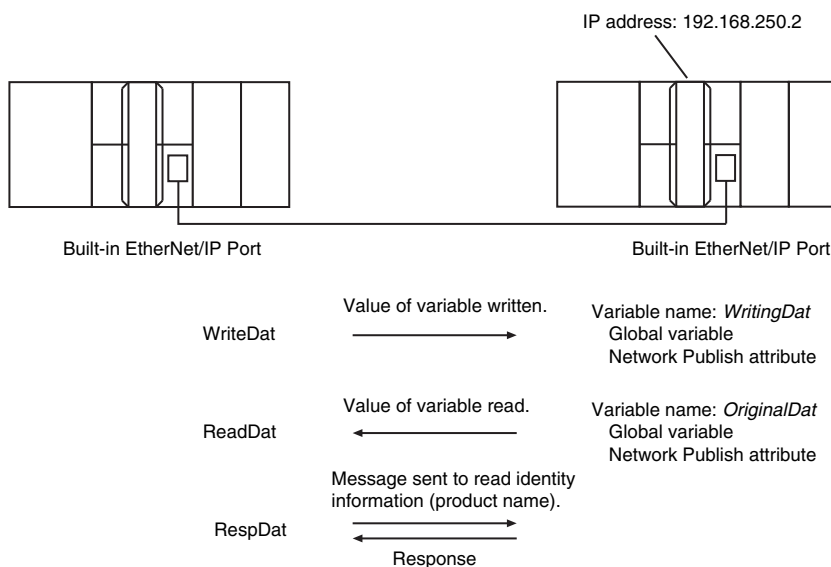 IP address: 192.168.250.2
Built-in EtherNet/IP Port
Built-in EtherNet/IP Port
WriteDat
Value of variable written.
Variable name: WritingDat
Global variable
Network Publish attribute
ReadDat
Value of variable read.
Variable name: OriginalDat
Global variable
Network Publish attribute
Message sent to read identity
information (product name).
RespDat
Response